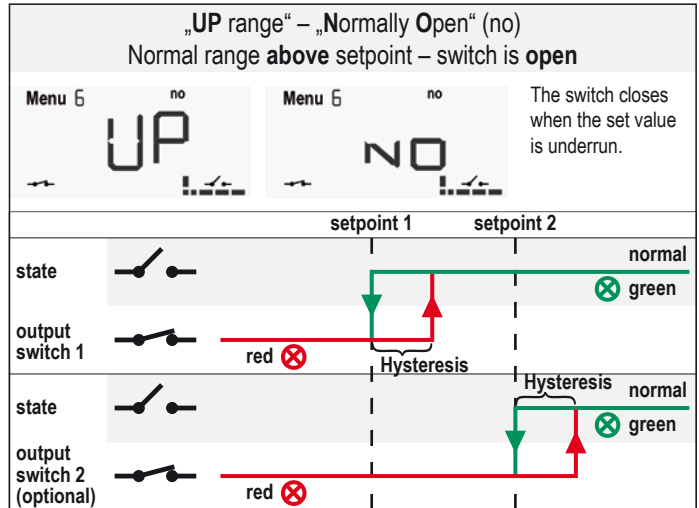 „UP range“ – „Normally Open“ (no)
Normal range above setpoint – switch is open
Menu 6 no
UP
Menu 6 no
NO
The switch closes
when the set value
is underrun.
setpoint 1 setpoint 2
state
normal
green
output
switch 1
red
Hysteresis
state
Hysteresis
normal
green
output
switch 2
(optional)
red